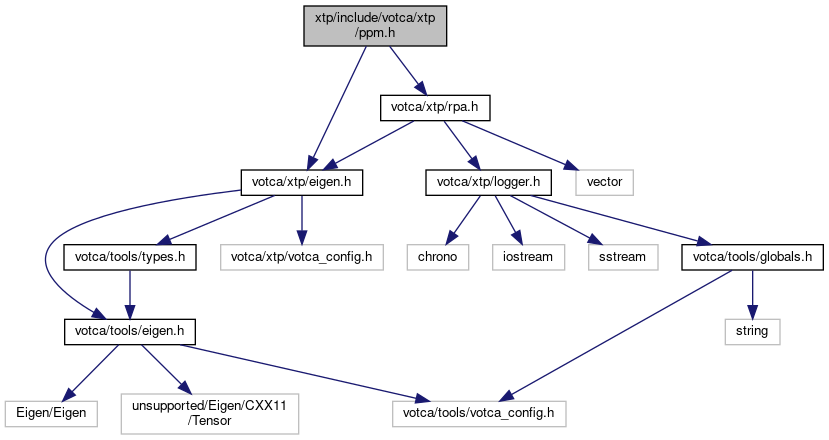 xtp/include/votca/xtp
/ppm.h
votca/xtp/rpa.h
votca/xtp/eigen.h
votca/xtp/logger.h
vector
votca/tools/types.h
votca/xtp/votca_config.h
chrono
iostream
sstream
votca/tools/globals.h
votca/tools/eigen.h
string
Eigen/Eigen
unsupported/Eigen/CXX11
/Tensor
votca/tools/votca_config.h